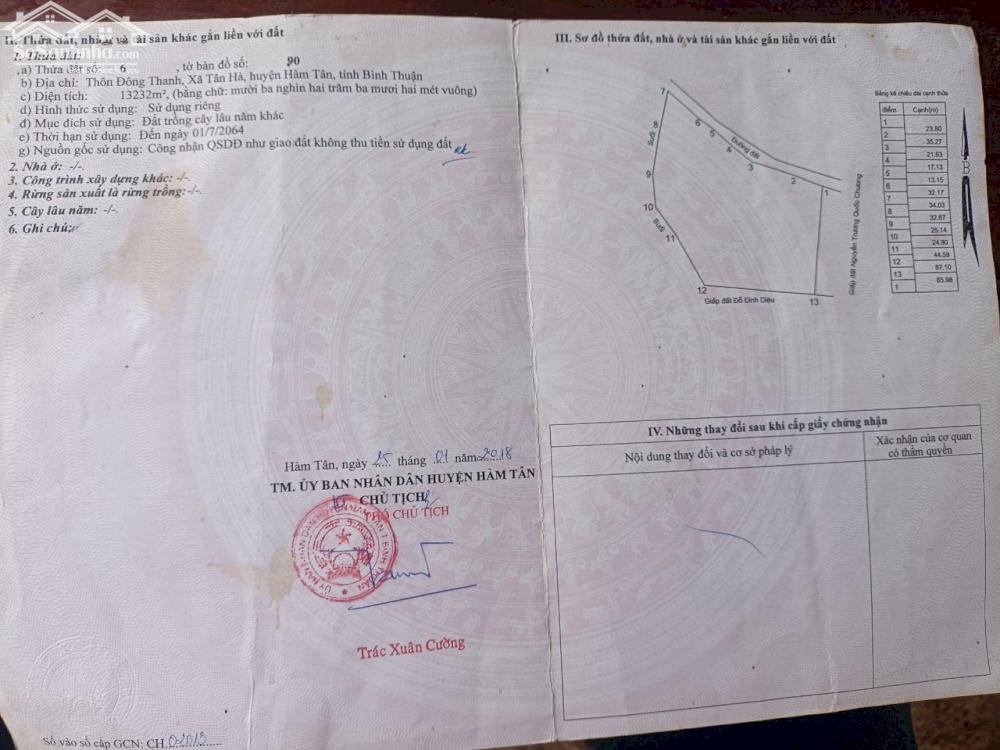 II. Thửa đất, nhà ở và tài sản khác gắn liền với đất
1. Thửa đất:
a) Thửa đất số: 6 , tờ bản đồ số: 90
b) Địa chỉ: Thôn Đông Thanh, Xã Tân Hà, huyện Hàm Tân, tỉnh Bình Thuận
c) Diện tích: 13232m², (bằng chữ: mười ba nghìn hai trăm ba mươi hai mét vuông)
d) Hình thức sử dụng: Sử dụng riêng
đ) Mục đích sử dụng: Đất trồng cây lâu năm khác
e) Thời hạn sử dụng: Đến ngày 01/7/2064
g) Nguồn gốc sử dụng: Công nhận QSDĐ như giao đất không thu tiền sử dụng đất
2. Nhà ở: -/-
3. Công trình xây dựng khác: -/-
4. Rừng sản xuất là rừng trồng: -/-
5. Cây lâu năm: -/-
6. Ghi chú:
Hàm Tân, ngày 15 tháng 01 năm 2018
TM. ỦY BAN NHÂN DÂN HUYỆN HÀM TÂN
CHỦ TỊCH
PHÓ CHỦ TỊCH
Trác Xuân Cường
Số vào sổ cấp GCN: CH 02013
III. Sơ đồ thửa đất, nhà ở và tài sản khác gắn liền với đất
7
8
Suối
9
10
Suối
11
12
6
5
4
3
2
1
Đường đất
Giáp đất Nguyễn Trương Quốc Chương
Giáp đất Đỗ Đình Diệu
13
Bảng kê chiều dài cạnh thửa
điểm Cạnh(m)
1
23.80
2
35.27
3
21.63
4
17.13
5
13.15
6
32.17
7
34.03
8
32.67
9
25.14
10
24.80
11
44.59
12
87.10
13
85.98
1
B
IV. Những thay đổi sau khi cấp giấy chứng nhận
Nội dung thay đổi và cơ sở pháp lý
Xác nhận của cơ quan
có thẩm quyền